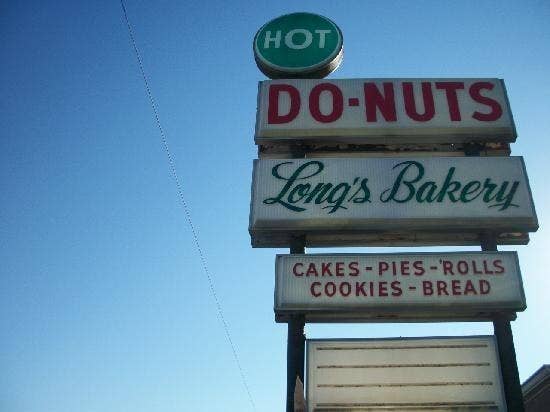 HOT
DO-NUTS
Long's Bakery
CAKES - PIES - 'ROLLS
COOKIES - BREAD